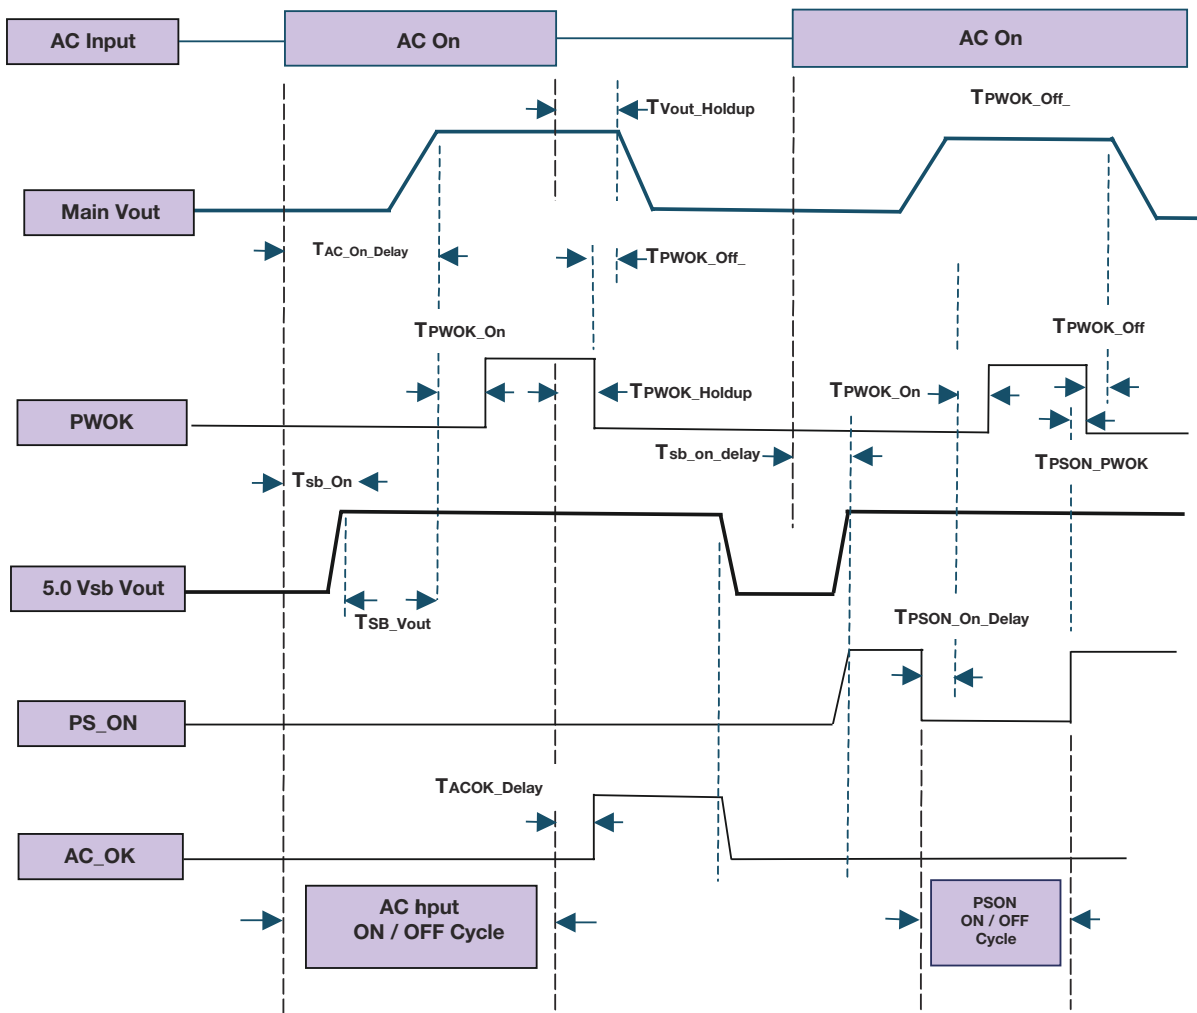 AC Input
AC On
AC On
TVout_Holdup
TPWOK_Off_
Main Vout
TAC_On_Delay
TPWOK_Off_
TPWOK_On
TPWOK_Off
TPWOK_Holdup
TPWOK_On
PWOK
Tsb_on_delay
TPSON_PWOK
Tsb_On
5.0 Vsb Vout
TSB_Vout
TPSON_On_Delay
PS_ON
TACOK_Delay
AC_OK
AC hput
ON / OFF Cycle
PSON
ON / OFF
Cycle